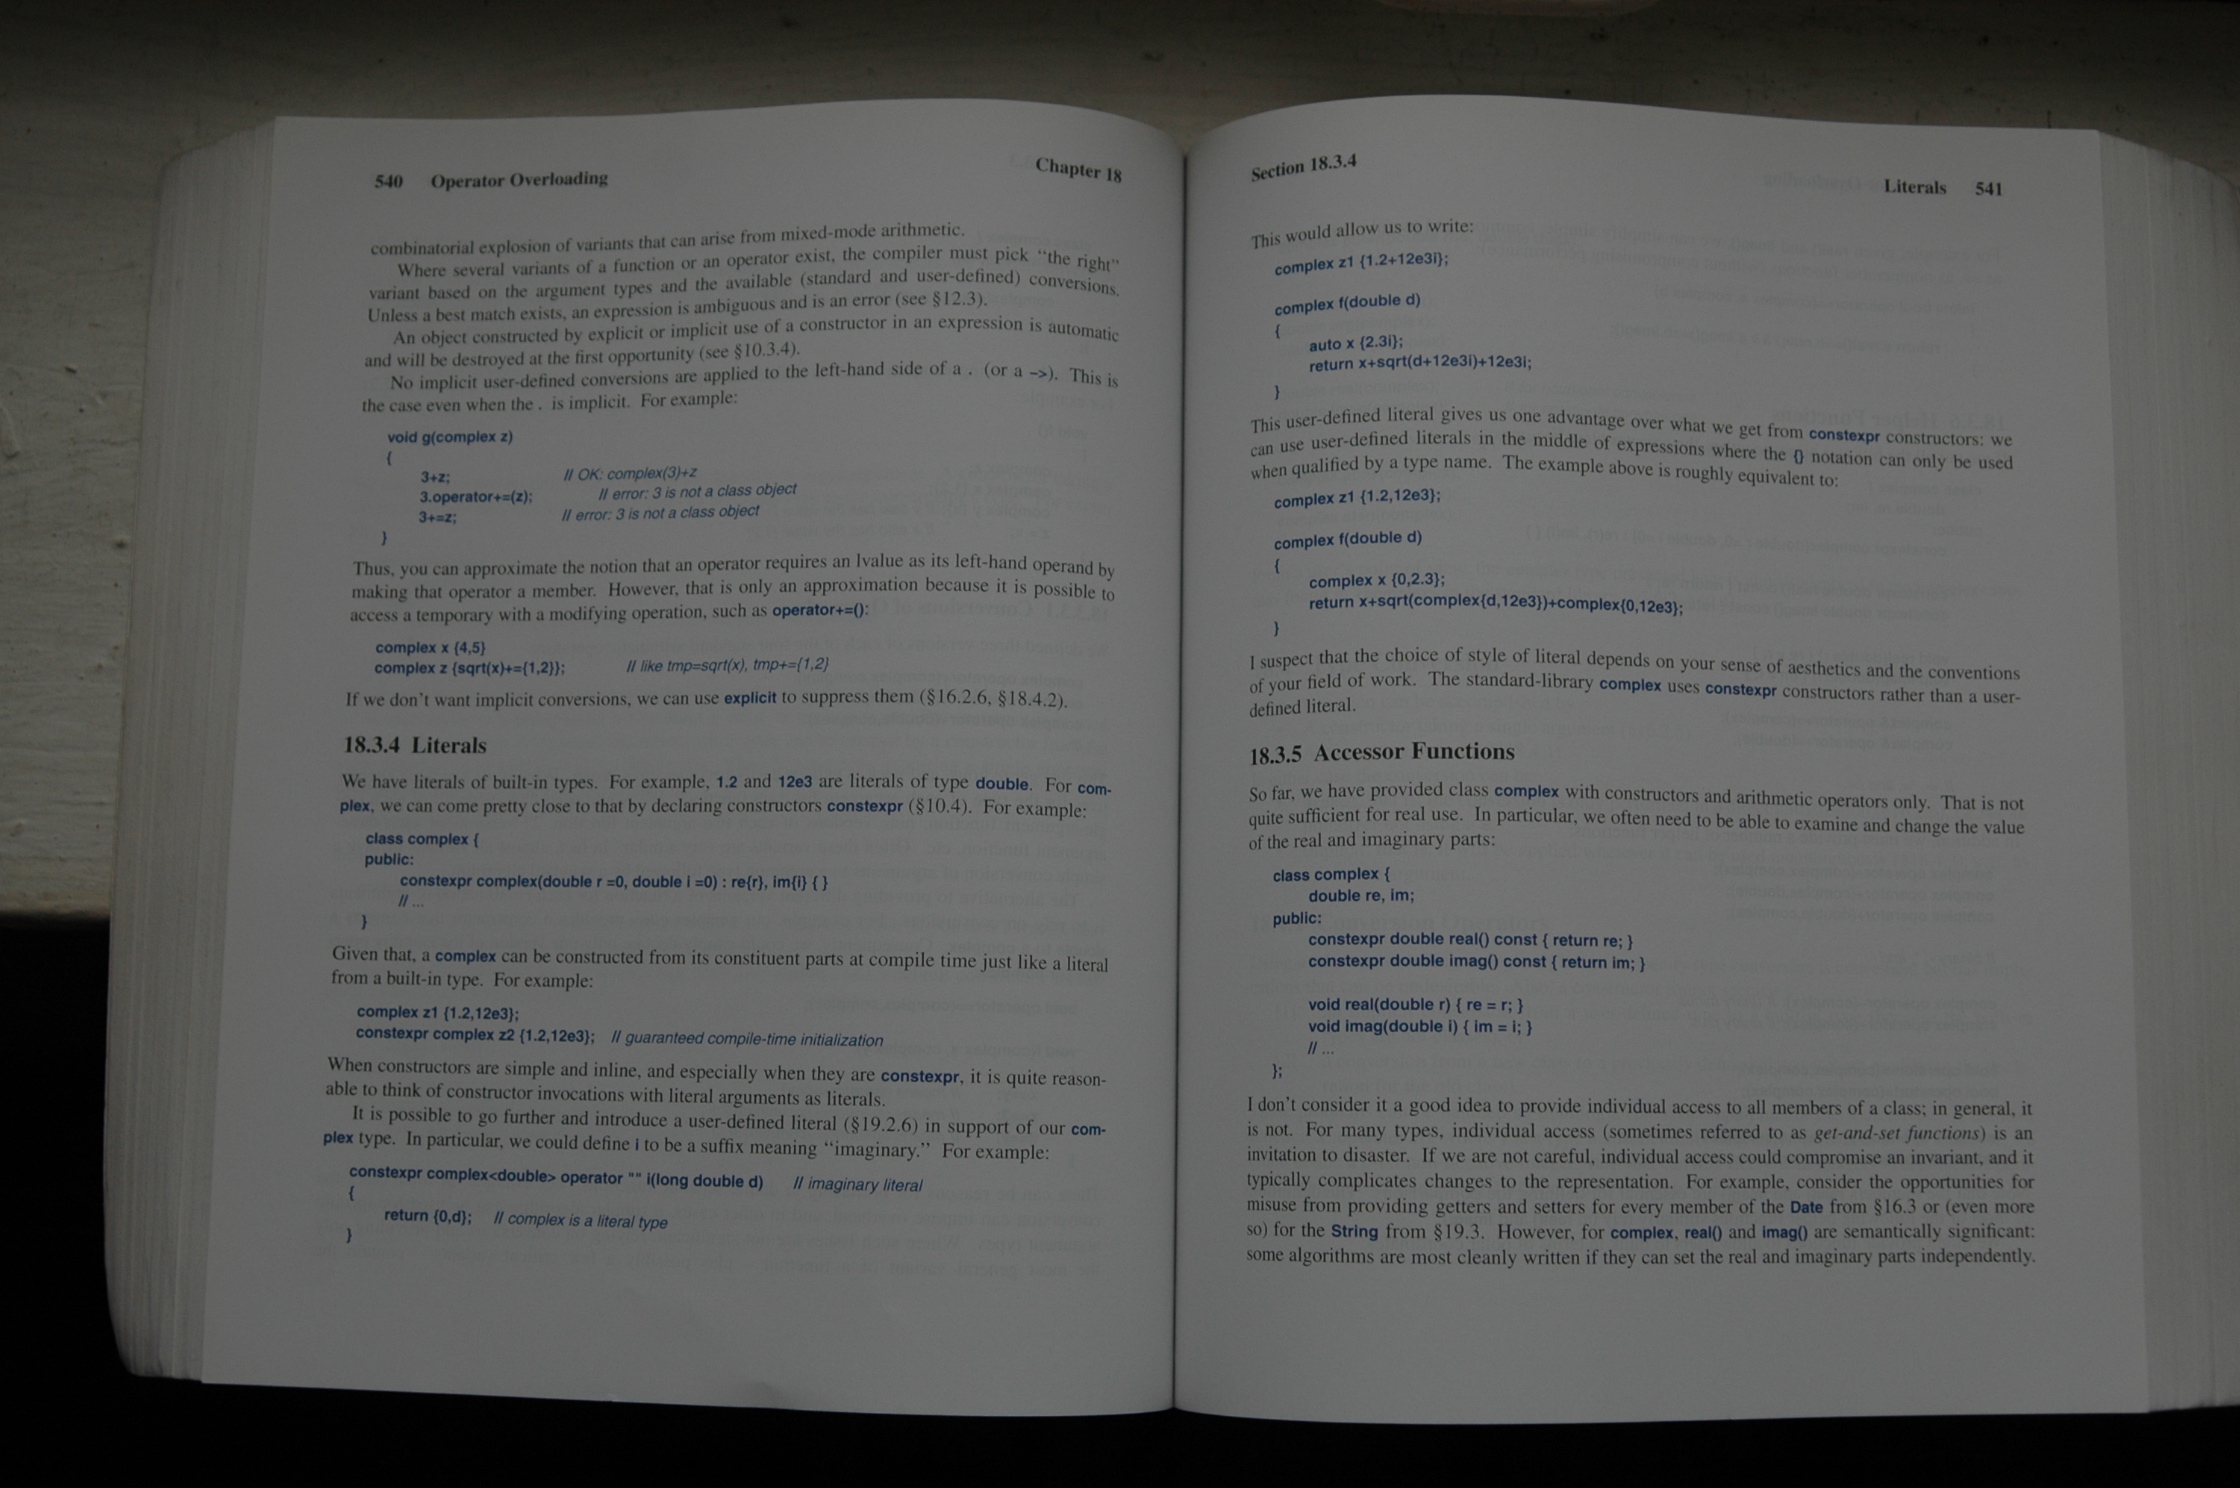 540 Operator Overloading Chapter 18
combinatorial explosion of variants that can arise from mixed-mode arithmetic.
Where several variants of a function or an operator exist, the compiler must pick “the right”
variant based on the argument types and the available (standard and user-defined) conversions.
Unless a best match exists, an expression is ambiguous and is an error (see §12.3).
An object constructed by explicit or implicit use of a constructor in an expression is automatic
and will be destroyed at the first opportunity (see §10.3.4).
No implicit user-defined conversions are applied to the left-hand side of a . (or a ->). This is
the case even when the . is implicit. For example:
void g(complex z)
{
3+z; // OK: complex(3)+z
3.operator+=(z); // error: 3 is not a class object
3+=z; // error: 3 is not a class object
}
Thus, you can approximate the notion that an operator requires an lvalue as its left-hand operand by
making that operator a member. However, that is only an approximation because it is possible to
access a temporary with a modifying operation, such as operator+=():
complex x {4,5}
complex z {sqrt(x)+={1,2}}; // like tmp=sqrt(x), tmp+={1,2}
If we don’t want implicit conversions, we can use explicit to suppress them (§16.2.6, §18.4.2).
18.3.4 Literals
We have literals of built-in types. For example, 1.2 and 12e3 are literals of type double. For com-
plex, we can come pretty close to that by declaring constructors constexpr (§10.4). For example:
class complex {
public:
constexpr complex(double r =0, double i =0) : re{r}, im{i} { }
// ...
}
Given that, a complex can be constructed from its constituent parts at compile time just like a literal
from a built-in type. For example:
complex z1 {1.2,12e3};
constexpr complex z2 {1.2,12e3}; // guaranteed compile-time initialization
When constructors are simple and inline, and especially when they are constexpr, it is quite reason-
able to think of constructor invocations with literal arguments as literals.
It is possible to go further and introduce a user-defined literal (§19.2.6) in support of our com-
plex type. In particular, we could define i to be a suffix meaning “imaginary.” For example:
constexpr complex<double> operator "" i(long double d) // imaginary literal
{
return {0,d}; // complex is a literal type
}
Section 18.3.4 Literals 541
This would allow us to write:
complex z1 {1.2+12e3i};
complex f(double d)
{
auto x {2.3i};
return x+sqrt(d+12e3i)+12e3i;
}
This user-defined literal gives us one advantage over what we get from constexpr constructors: we
can use user-defined literals in the middle of expressions where the {} notation can only be used
when qualified by a type name. The example above is roughly equivalent to:
complex z1 {1.2,12e3};
complex f(double d)
{
complex x {0,2.3};
return x+sqrt(complex{d,12e3})+complex{0,12e3};
}
I suspect that the choice of style of literal depends on your sense of aesthetics and the conventions
of your field of work. The standard-library complex uses constexpr constructors rather than a user-
defined literal.
18.3.5 Accessor Functions
So far, we have provided class complex with constructors and arithmetic operators only. That is not
quite sufficient for real use. In particular, we often need to be able to examine and change the value
of the real and imaginary parts:
class complex {
double re, im;
public:
constexpr double real() const { return re; }
constexpr double imag() const { return im; }
void real(double r) { re = r; }
void imag(double i) { im = i; }
// ...
};
I don’t consider it a good idea to provide individual access to all members of a class; in general, it
is not. For many types, individual access (sometimes referred to as get-and-set functions) is an
invitation to disaster. If we are not careful, individual access could compromise an invariant, and it
typically complicates changes to the representation. For example, consider the opportunities for
misuse from providing getters and setters for every member of the Date from §16.3 or (even more
so) for the String from §19.3. However, for complex, real() and imag() are semantically significant:
some algorithms are most cleanly written if they can set the real and imaginary parts independently.